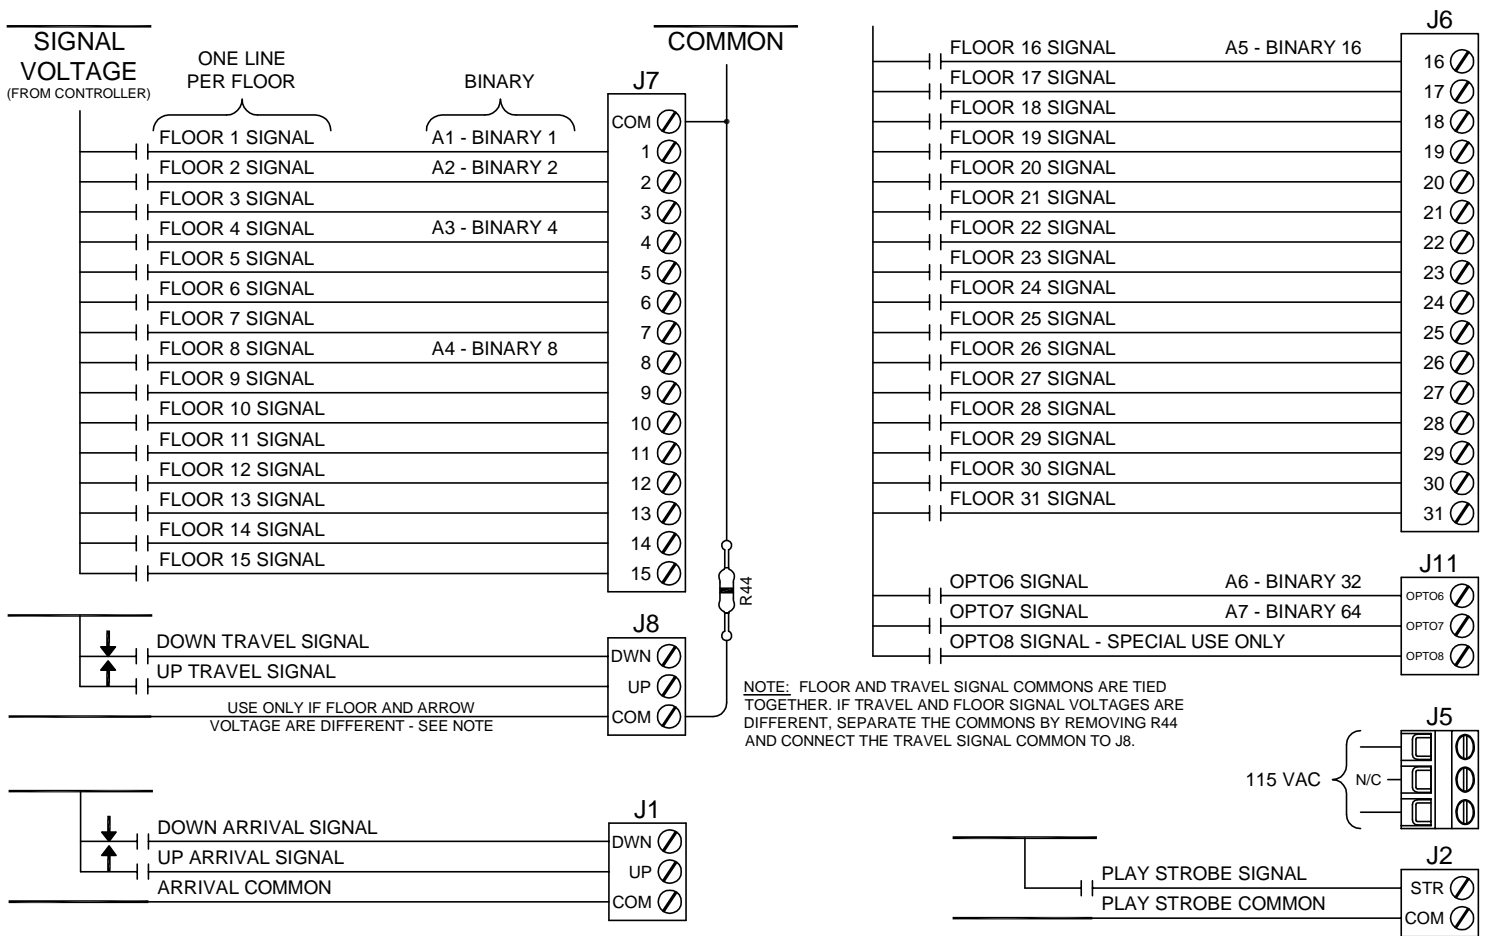 SIGNAL
VOLTAGE
(FROM CONTROLLER)
ONE LINE
PER FLOOR
BINARY
COMMON
J7
COM
FLOOR 1 SIGNAL A1 - BINARY 1
1
FLOOR 2 SIGNAL A2 - BINARY 2
2
FLOOR 3 SIGNAL
3
FLOOR 4 SIGNAL A3 - BINARY 4
4
FLOOR 5 SIGNAL
5
FLOOR 6 SIGNAL
6
FLOOR 7 SIGNAL
7
FLOOR 8 SIGNAL A4 - BINARY 8
8
FLOOR 9 SIGNAL
9
FLOOR 10 SIGNAL
10
FLOOR 11 SIGNAL
11
FLOOR 12 SIGNAL
12
FLOOR 13 SIGNAL
13
FLOOR 14 SIGNAL
14
FLOOR 15 SIGNAL
15
R44
J8
DOWN TRAVEL SIGNAL
DWN
UP TRAVEL SIGNAL
UP
USE ONLY IF FLOOR AND ARROW
VOLTAGE ARE DIFFERENT - SEE NOTE
COM
NOTE: FLOOR AND TRAVEL SIGNAL COMMONS ARE TIED
TOGETHER. IF TRAVEL AND FLOOR SIGNAL VOLTAGES ARE
DIFFERENT, SEPARATE THE COMMONS BY REMOVING R44
AND CONNECT THE TRAVEL SIGNAL COMMON TO J8.
J1
DOWN ARRIVAL SIGNAL
DWN
UP ARRIVAL SIGNAL
UP
ARRIVAL COMMON
COM
J6
FLOOR 16 SIGNAL A5 - BINARY 16
16
FLOOR 17 SIGNAL
17
FLOOR 18 SIGNAL
18
FLOOR 19 SIGNAL
19
FLOOR 20 SIGNAL
20
FLOOR 21 SIGNAL
21
FLOOR 22 SIGNAL
22
FLOOR 23 SIGNAL
23
FLOOR 24 SIGNAL
24
FLOOR 25 SIGNAL
25
FLOOR 26 SIGNAL
26
FLOOR 27 SIGNAL
27
FLOOR 28 SIGNAL
28
FLOOR 29 SIGNAL
29
FLOOR 30 SIGNAL
30
FLOOR 31 SIGNAL
31
J11
OPTO6 SIGNAL A6 - BINARY 32
OPTO6
OPTO7 SIGNAL A7 - BINARY 64
OPTO7
OPTO8 SIGNAL - SPECIAL USE ONLY
OPTO8
J5
115 VAC N/C
J2
PLAY STROBE SIGNAL
STR
PLAY STROBE COMMON
COM